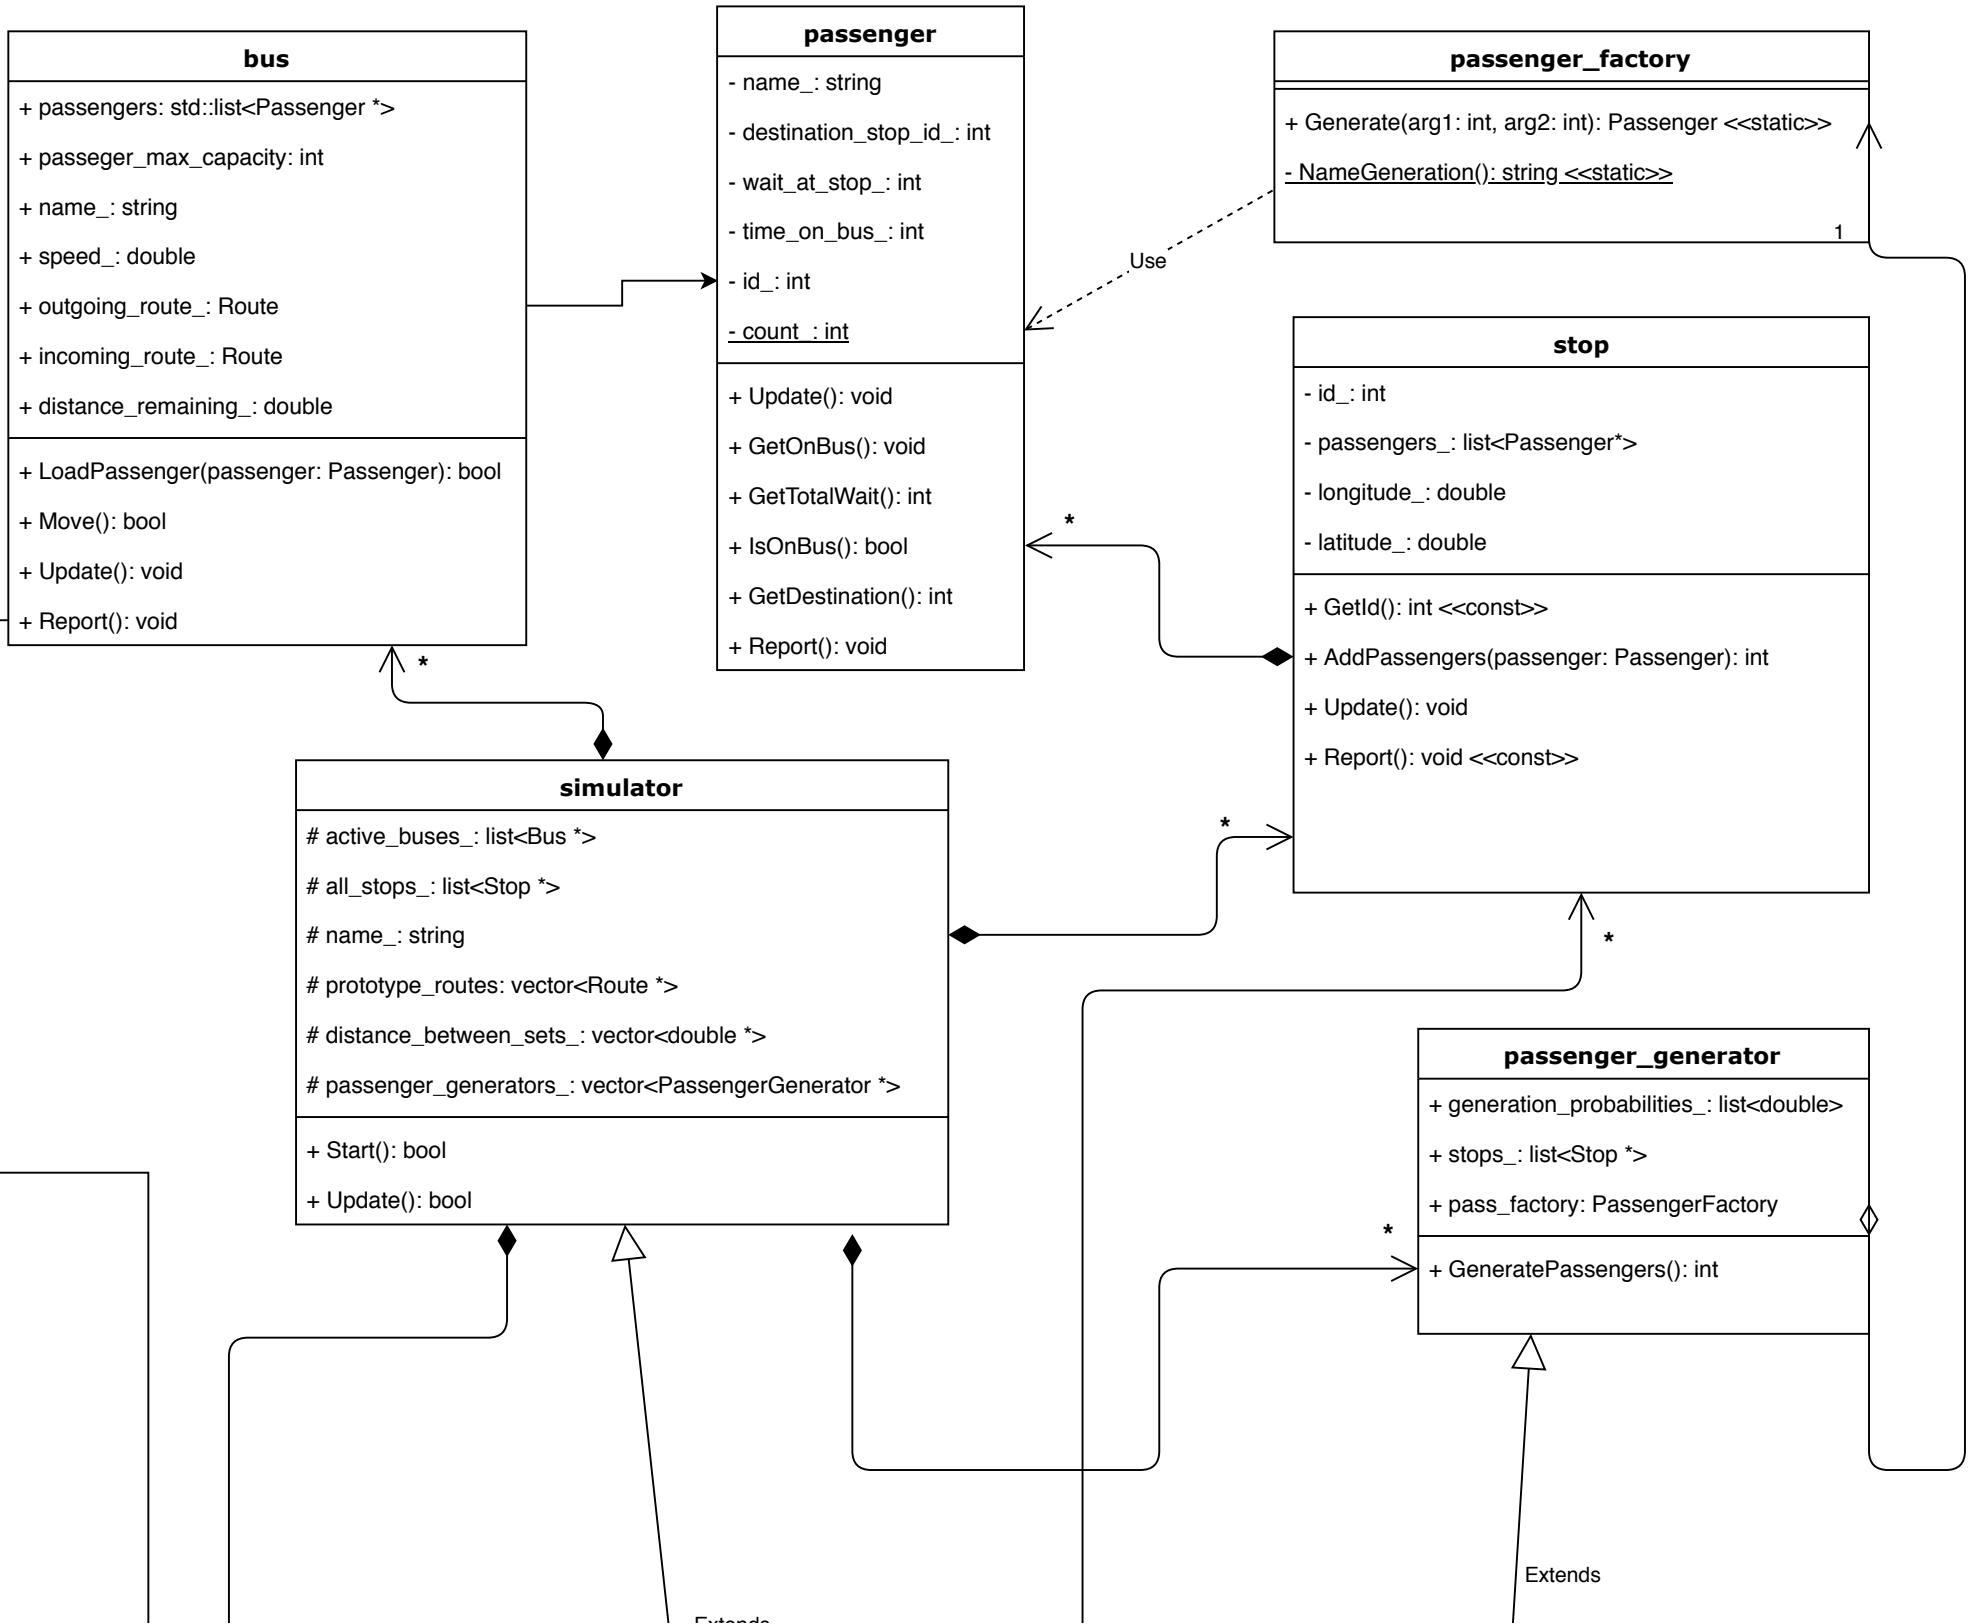 bus
+ passengers: std::list<Passenger *>
+ passeger_max_capacity: int
+ name_: string
+ speed_: double
+ outgoing_route_: Route
+ incoming_route_: Route
+ distance_remaining_: double
+ LoadPassenger(passenger: Passenger): bool
+ Move(): bool
+ Update(): void
+ Report(): void
*
passenger
- name_: string
- destination_stop_id_: int
- wait_at_stop_: int
- time_on_bus_: int
- id_: int
- count_: int
+ Update(): void
+ GetOnBus(): void
+ GetTotalWait(): int
+ IsOnBus(): bool
+ GetDestination(): int
+ Report(): void
*
Use
passenger_factory
+ Generate(arg1: int, arg2: int): Passenger <<static>>
- NameGeneration(): string <<static>>
1
stop
- id_: int
- passengers_: list<Passenger*>
- longitude_: double
- latitude_: double
+ GetId(): int <<const>>
+ AddPassengers(passenger: Passenger): int
+ Update(): void
+ Report(): void <<const>>
*
*
simulator
# active_buses_: list<Bus *>
# all_stops_: list<Stop *>
# name_: string
# prototype_routes: vector<Route *>
# distance_between_sets_: vector<double *>
# passenger_generators_: vector<PassengerGenerator *>
+ Start(): bool
+ Update(): bool
passenger_generator
+ generation_probabilities_: list<double>
+ stops_: list<Stop *>
+ pass_factory: PassengerFactory
+ GeneratePassengers(): int
*
Extends
Extends